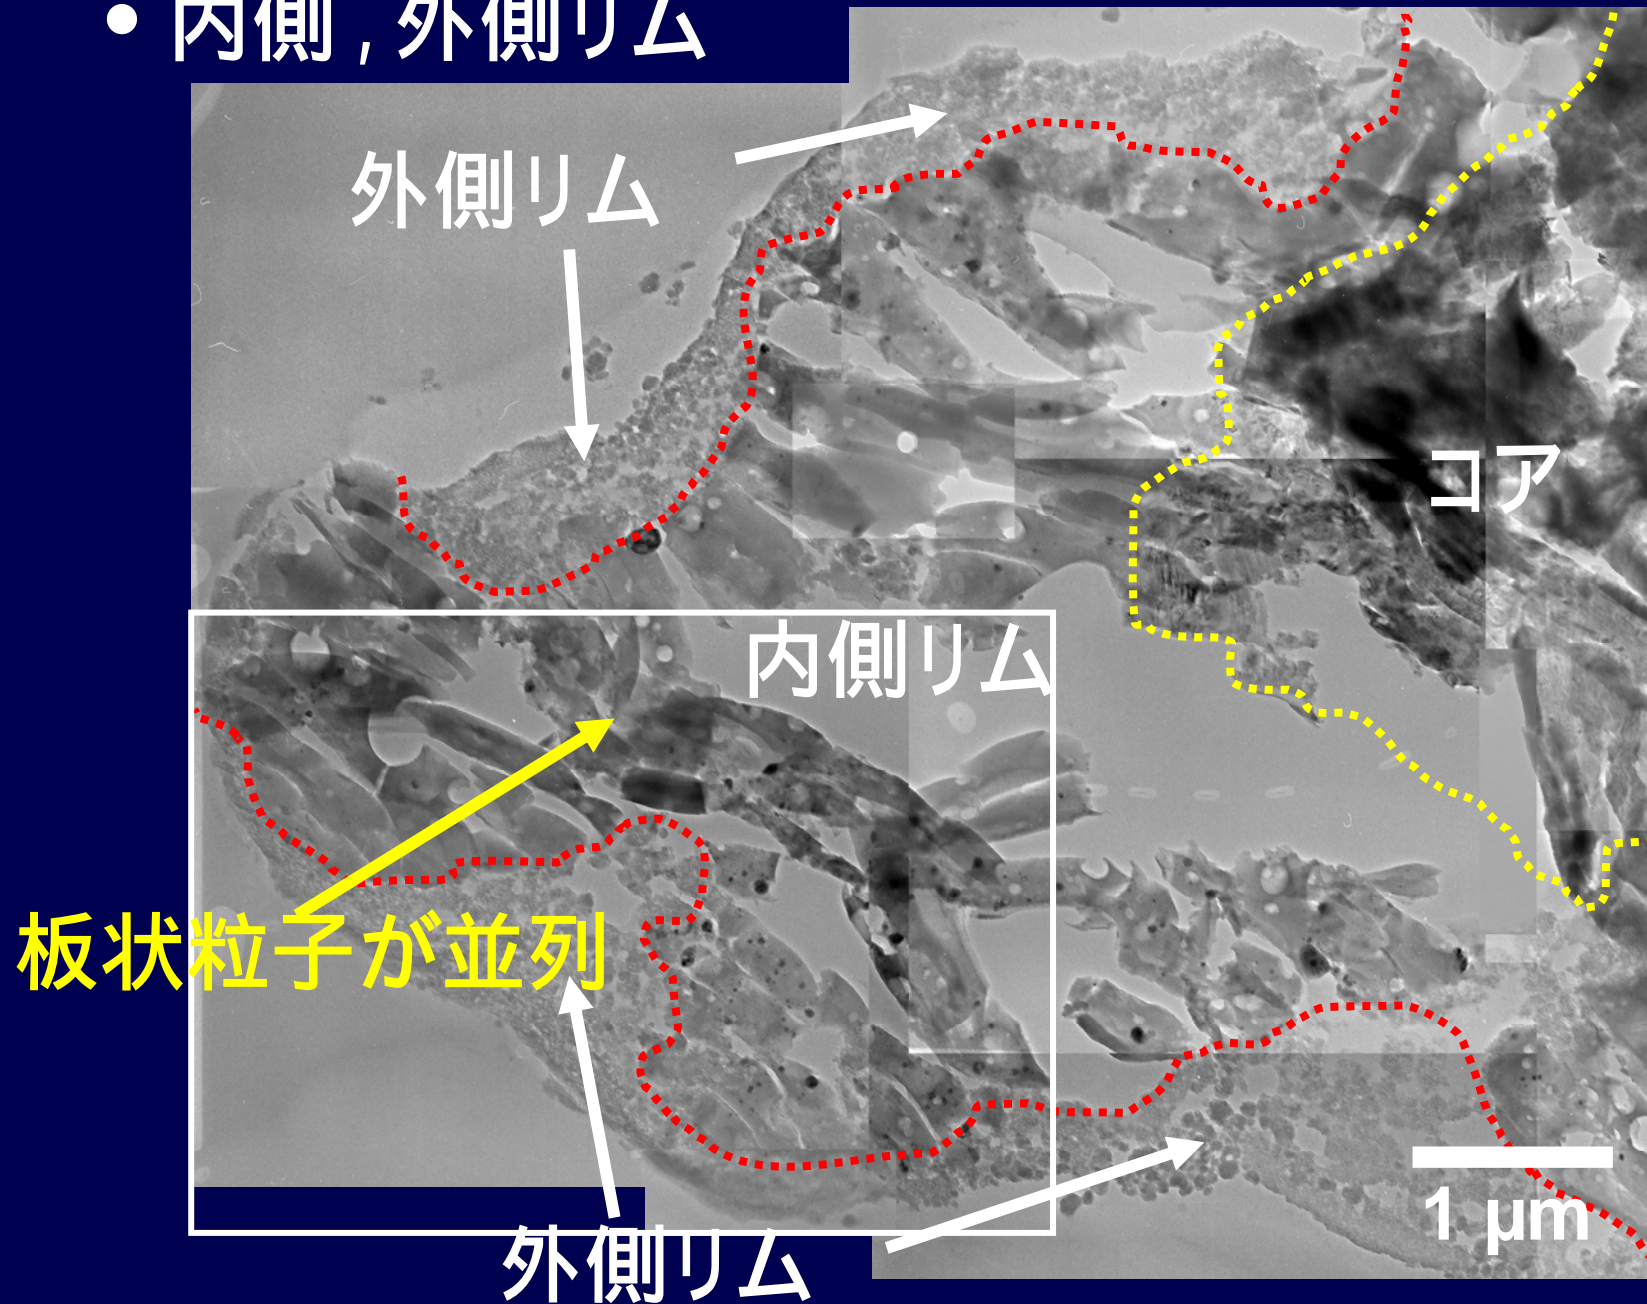 • 内側 , 外側リム
外側リム
コア
内側リム
板状粒子が並列
1 μm
外側リム